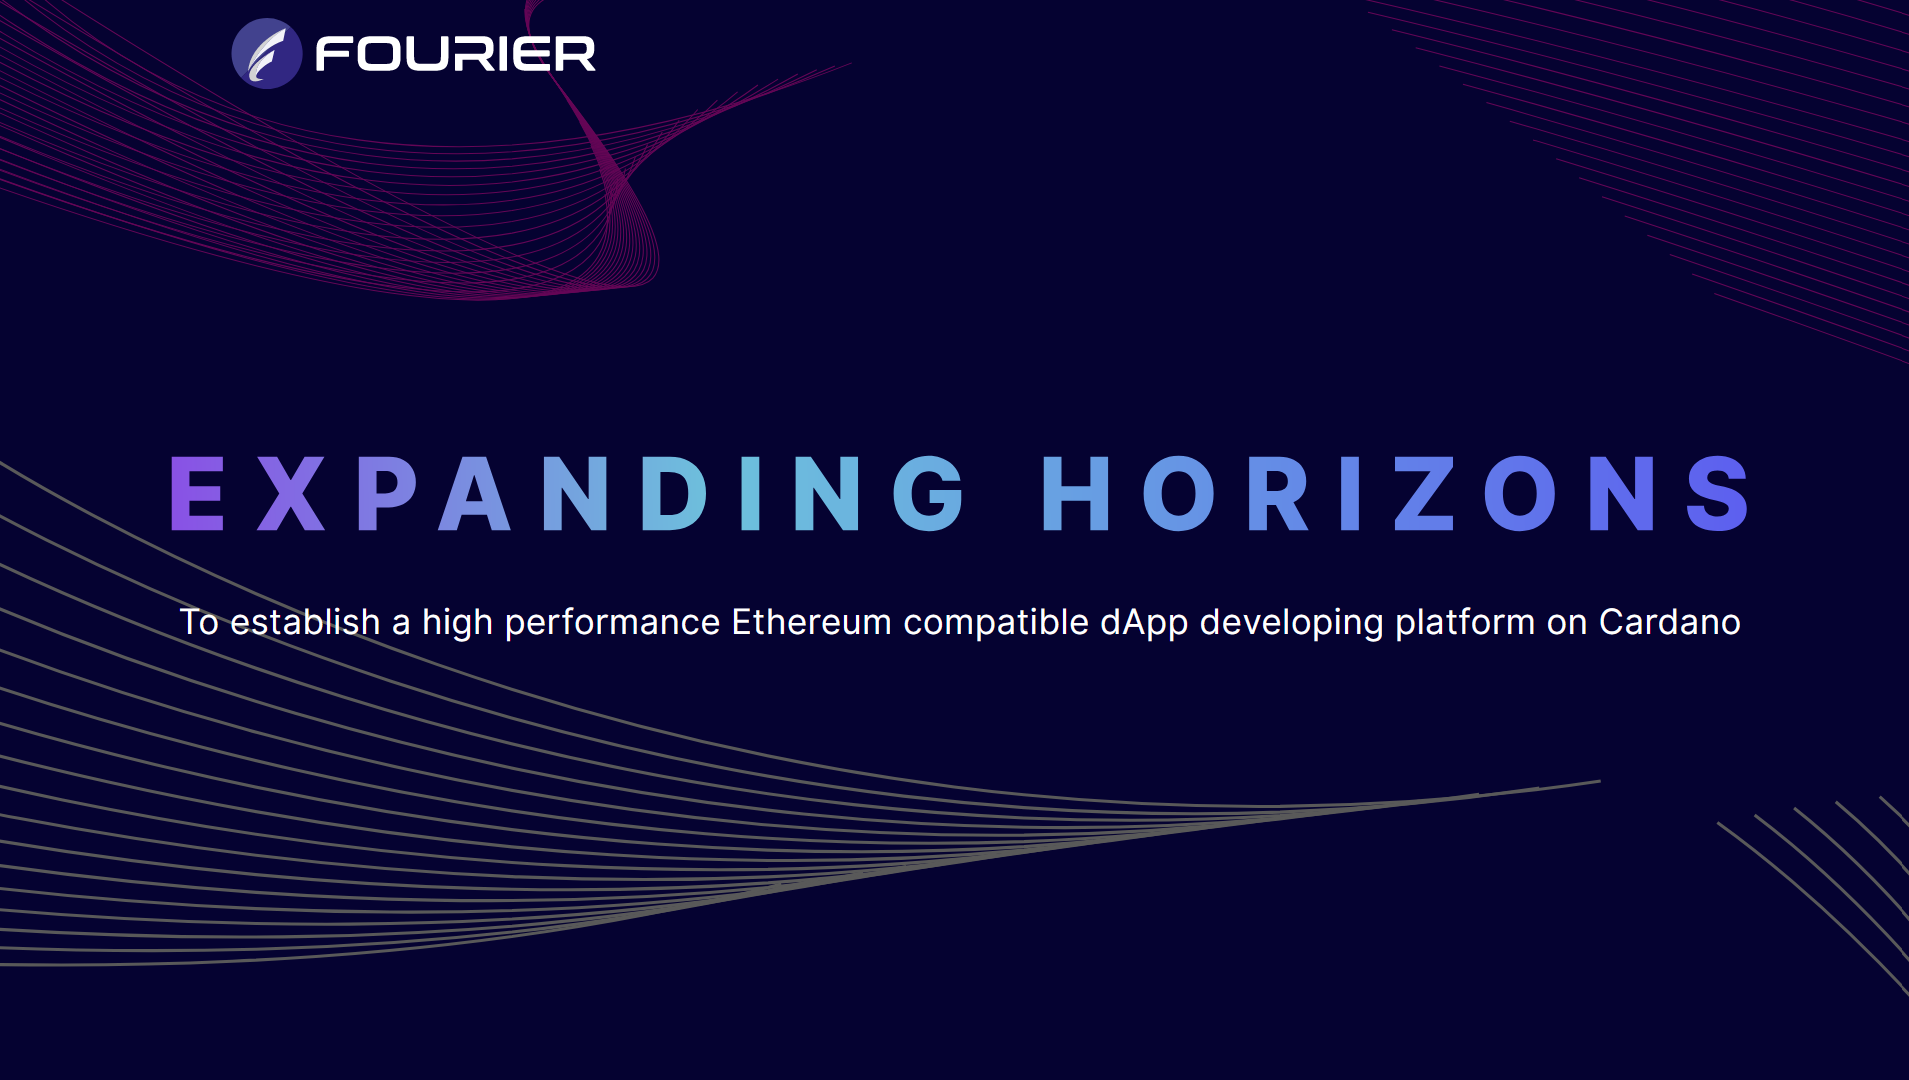 FOURIER
EXPANDING HORIZONS
To establish a high performance Ethereum compatible dApp developing platform on Cardano